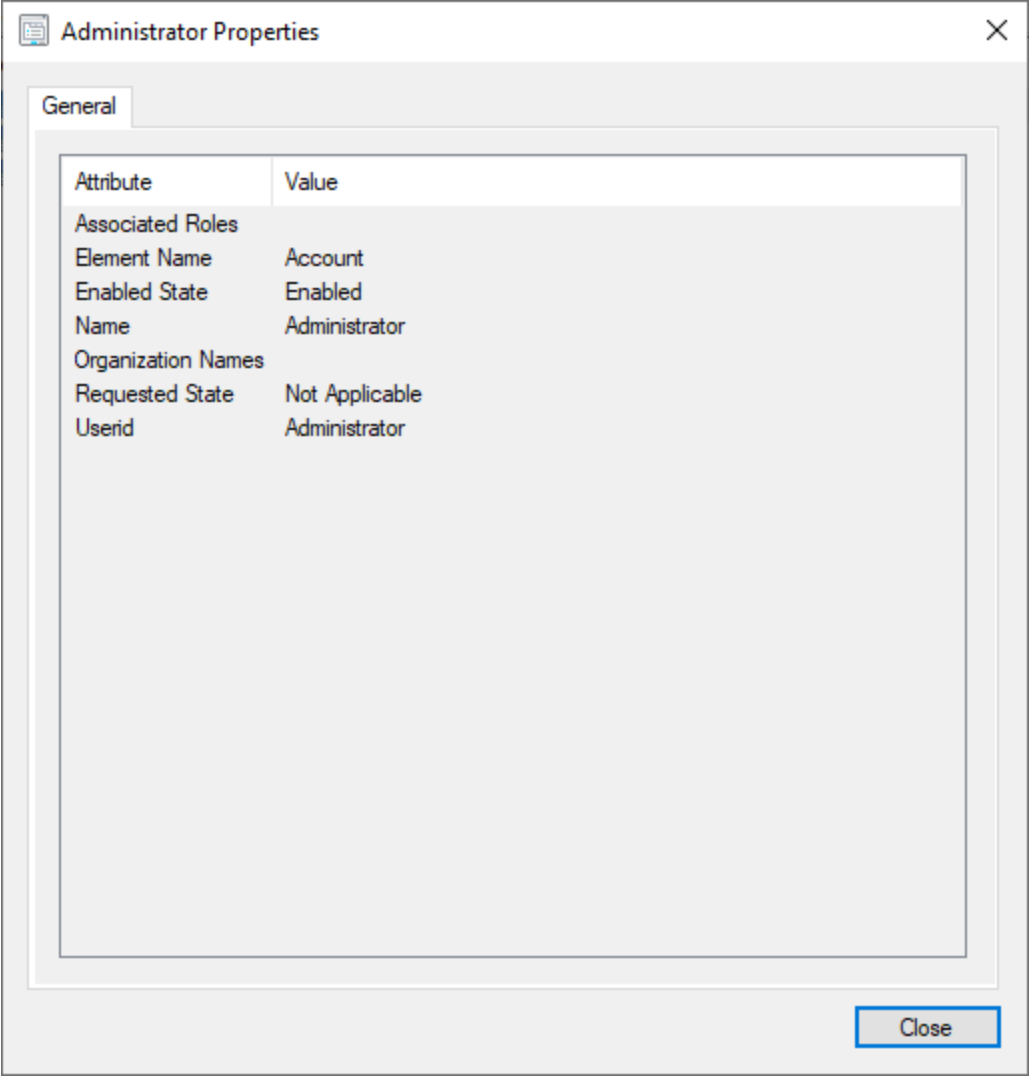 Administrator Properties
General
Attribute Value
Associated Roles
Element Name Account
Enabled State Enabled
Name Administrator
Organization Names
Requested State Not Applicable
Userid Administrator
Close